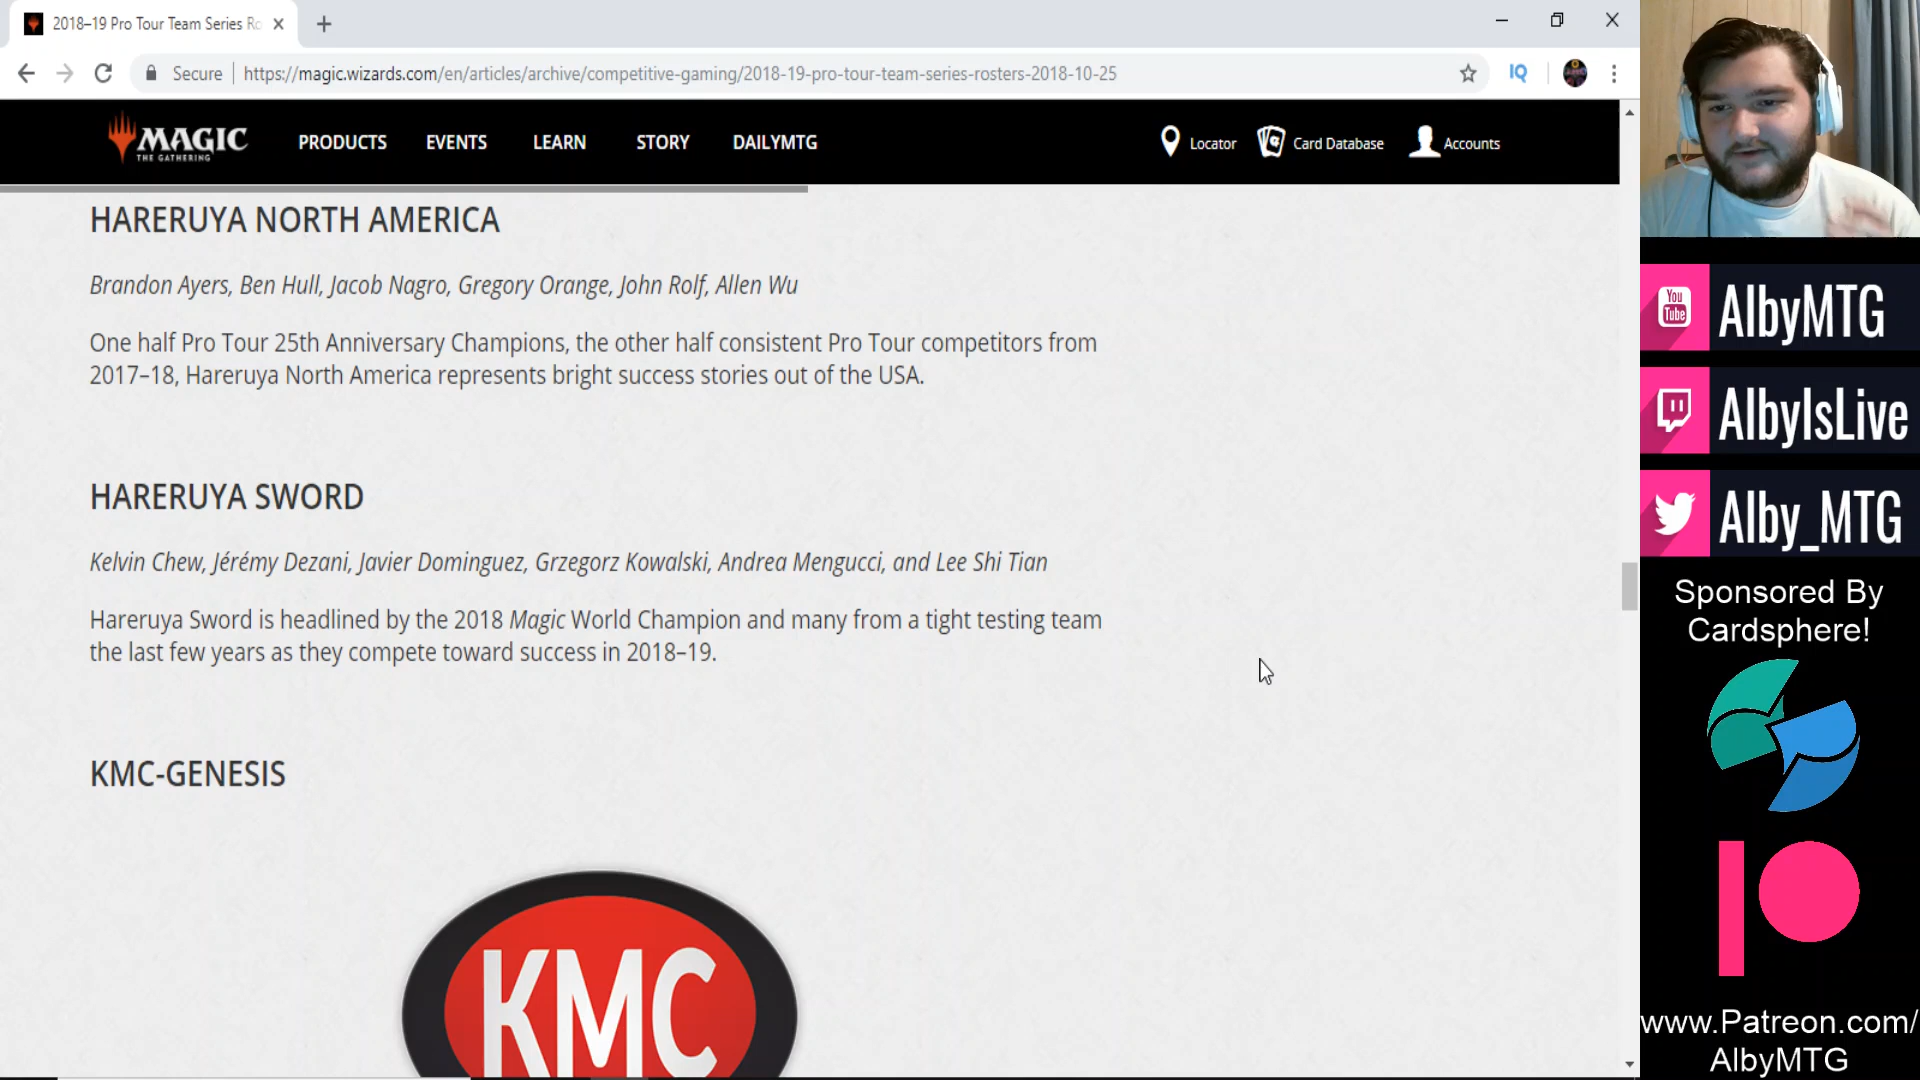 2018–19 Pro Tour Team Series Ro
Secure
https://magic.wizards.com/en/articles/archive/competitive-gaming/2018-19-pro-tour-team-series-rosters-2018-10-25
IQ
MAGIC
THE GATHERING
PRODUCTS
EVENTS
LEARN
STORY
DAILYMTG
Locator
Card Database
Accounts
HARERUYA NORTH AMERICA
Brandon Ayers, Ben Hull, Jacob Nagro, Gregory Orange, John Rolf, Allen Wu
One half Pro Tour 25th Anniversary Champions, the other half consistent Pro Tour competitors from
2017–18, Hareruya North America represents bright success stories out of the USA.
HARERUYA SWORD
Kelvin Chew, Jérémy Dezani, Javier Dominguez, Grzegorz Kowalski, Andrea Mengucci, and Lee Shi Tian
Hareruya Sword is headlined by the 2018 Magic World Champion and many from a tight testing team
the last few years as they compete toward success in 2018–19.
KMC-GENESIS
KMC
You
Tube
AlbyMTG
AlbyIsLive
Alby_MTG
Sponsored By
Cardsphere!
www.Patreon.com/
AlbyMTG